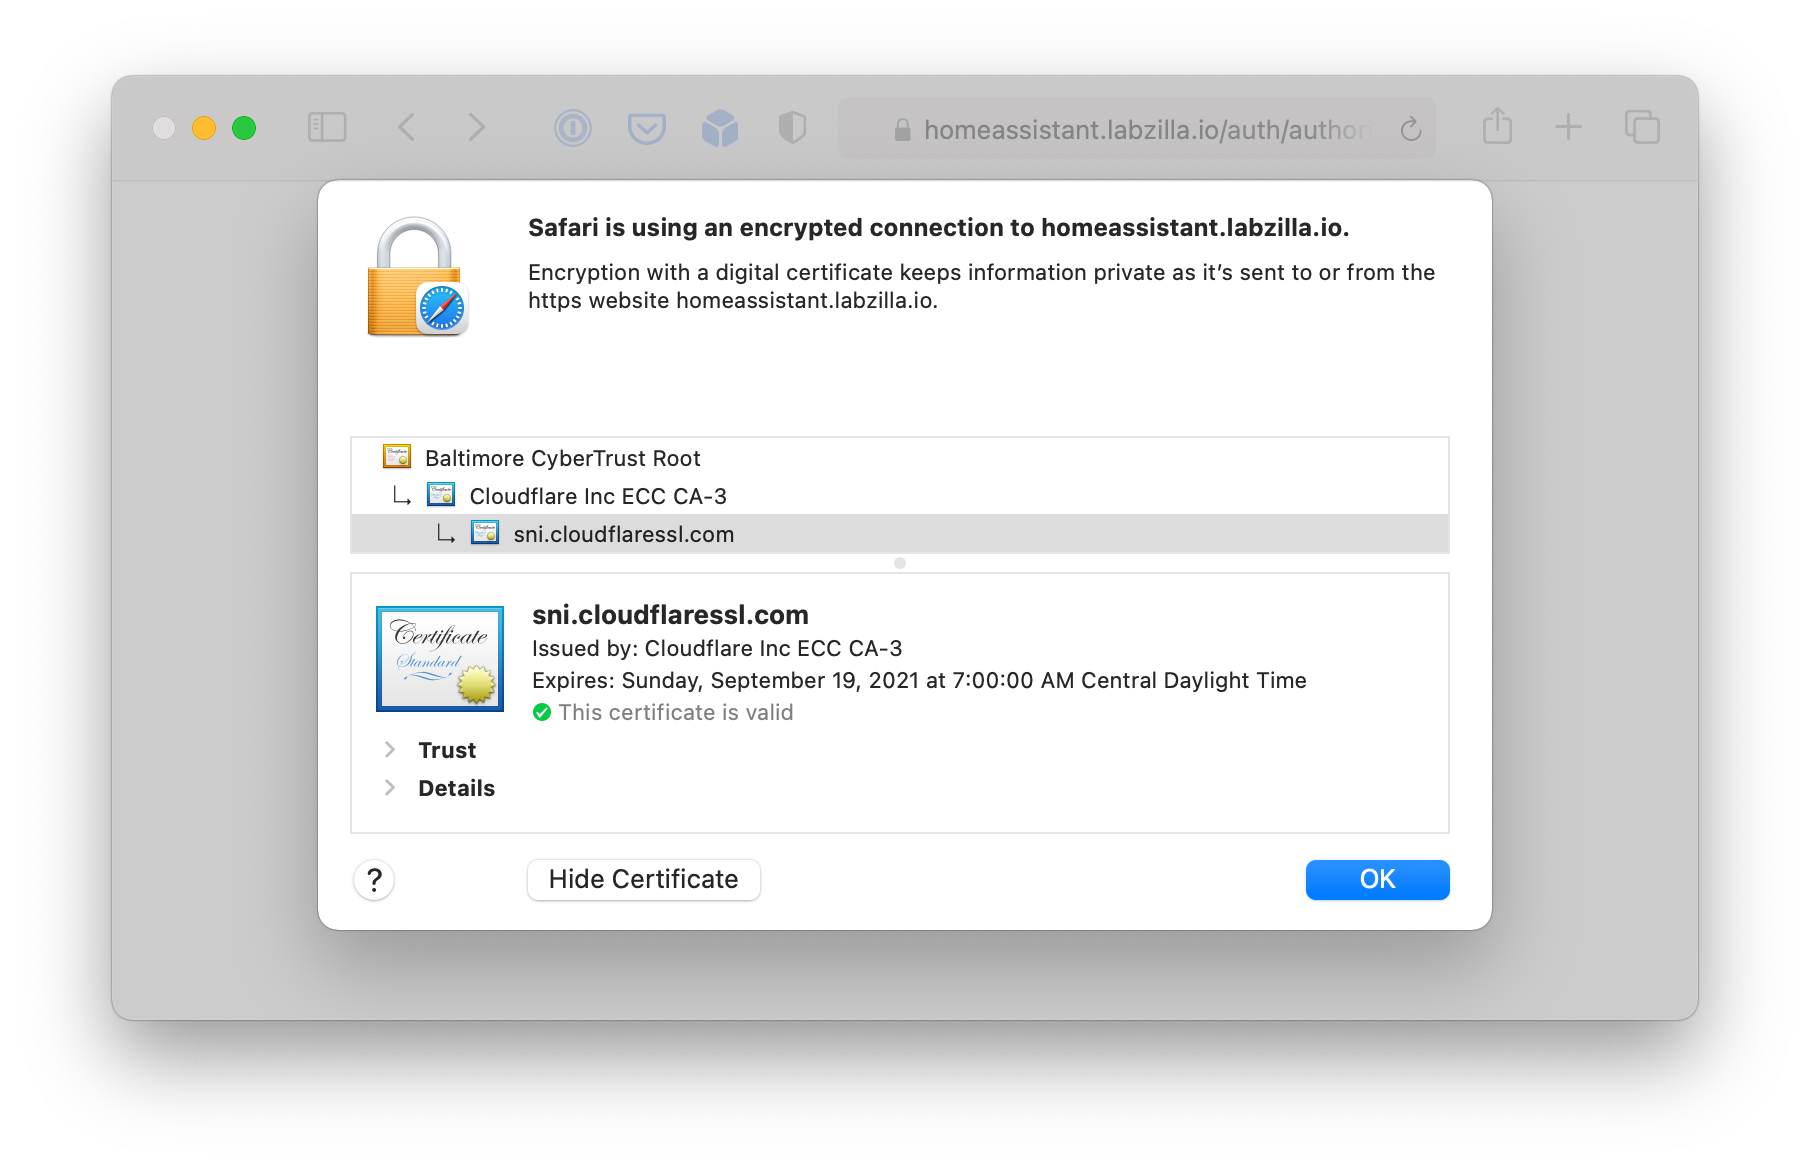 homeassistant.labzilla.io/auth/author
Safari is using an encrypted connection to homeassistant.labzilla.io.
Encryption with a digital certificate keeps information private as it’s sent to or from the
https website homeassistant.labzilla.io.
Baltimore CyberTrust Root
Cloudflare Inc ECC CA-3
sni.cloudflaressl.com
Certificate
Standard
sni.cloudflaressl.com
Issued by: Cloudflare Inc ECC CA-3
Expires: Sunday, September 19, 2021 at 7:00:00 AM Central Daylight Time
This certificate is valid
Trust
Details
?
Hide Certificate
OK